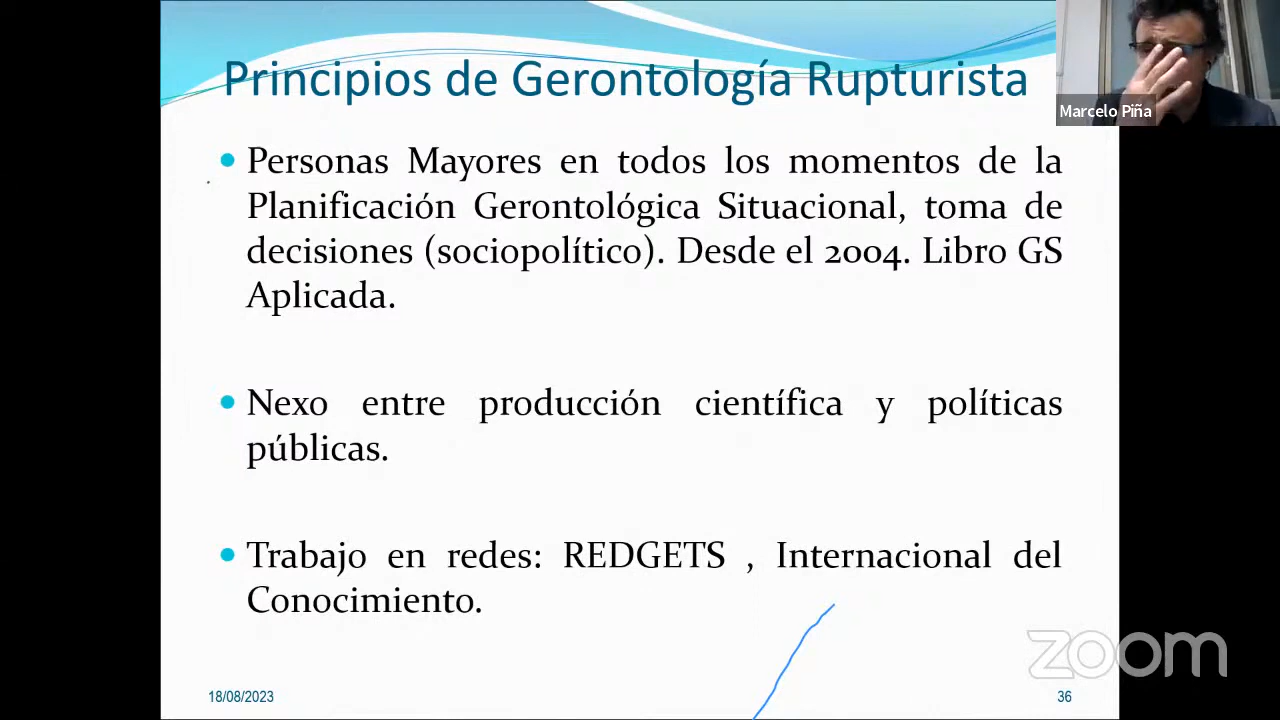 Principios de Gerontología Rupturista
Marcelo Piña
• Personas Mayores en todos los momentos de la
Planificación Gerontológica Situacional, toma de
decisiones (sociopolítico). Desde el 2004. Libro GS
Aplicada.
• Nexo entre producción científica y políticas
públicas.
• Trabajo en redes: REDGETS , Internacional del
Conocimiento.
zoom
18/08/2023
36